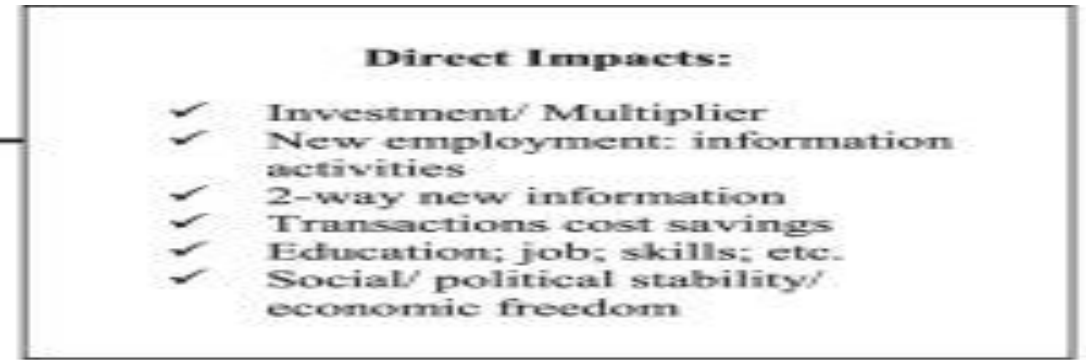 Direct Impacts:
✓ Investment/ Multiplier
✓ New employment: information
activities
✓ 2-way new information
✓ Transactions cost savings
✓ Education; job; skills; etc.
✓ Social/ political stability/
economic freedom